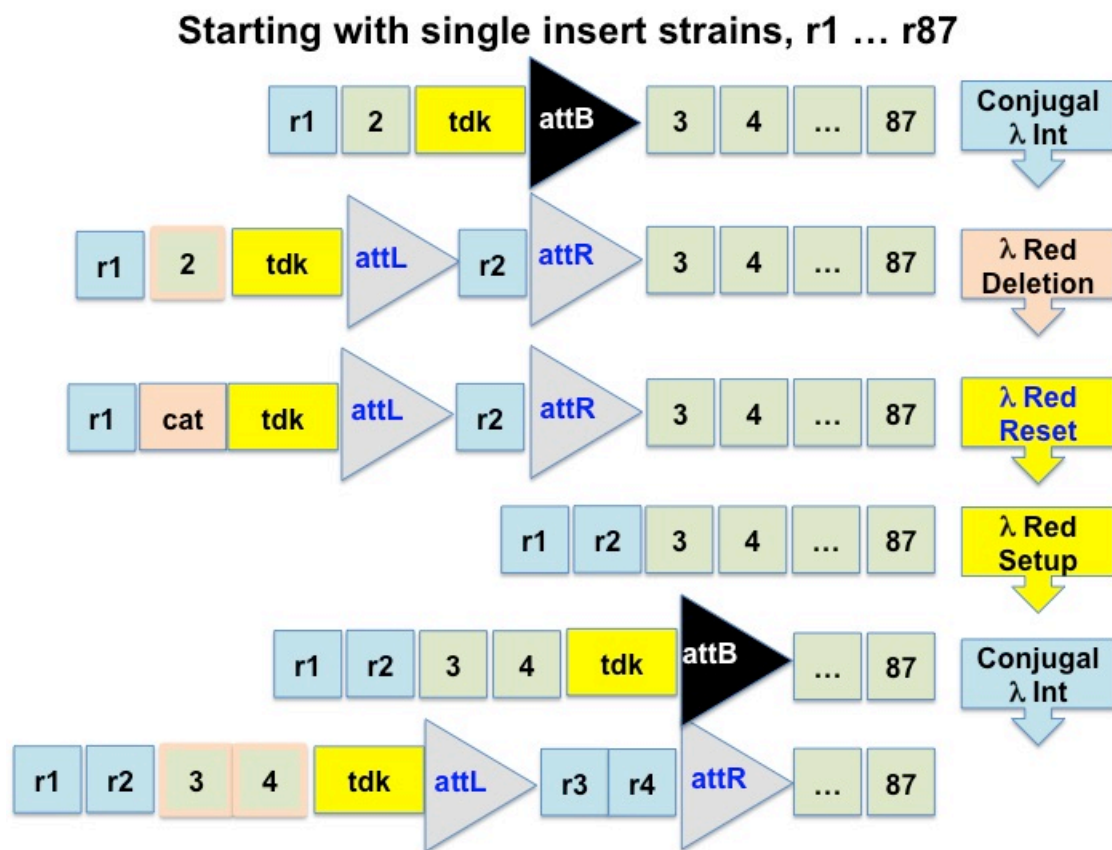 Starting with single insert strains, r1 … r87
r1 2 tdk attB 3 4 … 87 Conjugal
λ Int
r1 2 tdk attL r2 attR 3 4 … 87 λ Red
Deletion
r1 cat tdk attL r2 attR 3 4 … 87 λ Red
Reset
r1 r2 3 4 … 87 λ Red
Setup
r1 r2 3 4 tdk attB … 87 Conjugal
λ Int
r1 r2 3 4 tdk attL r3 r4 attR … 87